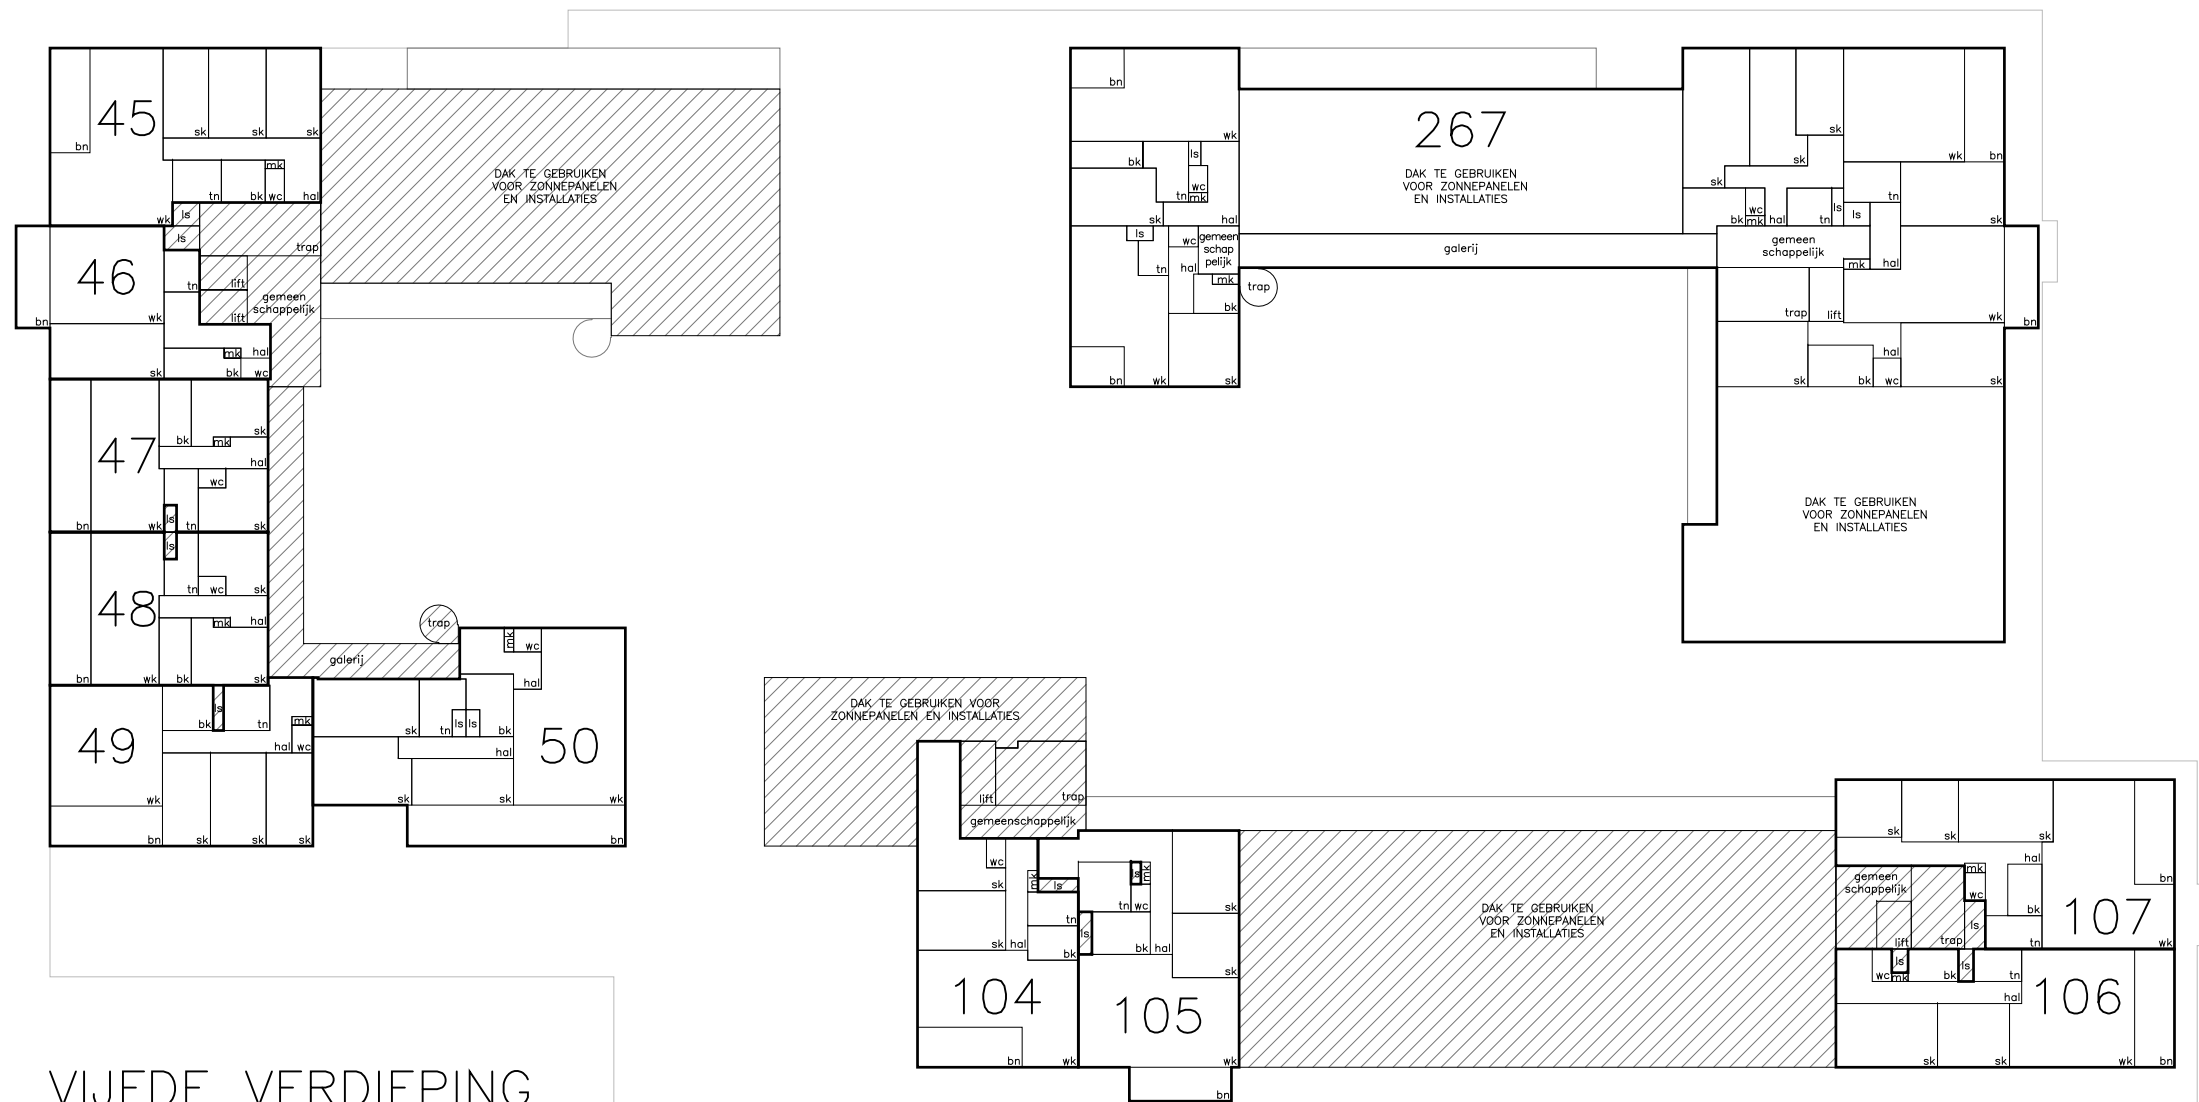 45
bn
sk
sk
sk
mk
tn
bk
wc
hal
wk
ls
ls
trap
DAK TE GEBRUIKEN
VOOR ZONNEPANELEN
EN INSTALLATIES
46
tn
lift
gemeen
schappelijk
lift
bn
wk
mk
hal
sk
bk
wc
47
bk
mk
sk
hal
wc
bn
wk
ls
tn
sk
48
ls
tn
wc
sk
mk
hal
bn
wk
bk
sk
trap
galerij
49
bk
ls
tn
mk
hal
wc
wk
bn
sk
sk
sk
50
mk
wc
hal
sk
tn
ls
ls
bk
hal
sk
sk
wk
bn
267
DAK TE GEBRUIKEN
VOOR ZONNEPANELEN
EN INSTALLATIES
bn
wk
bk
ls
wc
tn
mk
sk
hal
ls
wc
gemeen
schap
pelijk
tn
hal
mk
bk
trap
bn
wk
sk
galerij
sk
sk
sk
wk
bn
tn
wc
bk
mk
hal
tn
ls
ls
sk
gemeen
schappelijk
mk
hal
trap
lift
wk
bn
hal
sk
bk
wc
sk
DAK TE GEBRUIKEN
VOOR ZONNEPANELEN
EN INSTALLATIES
DAK TE GEBRUIKEN VOOR
ZONNEPANELEN EN INSTALLATIES
lift
trap
gemeenschappelijk
104
wc
sk
mk
ls
tn
sk
hal
bk
bn
wk
105
ls
mk
tn
wc
sk
ls
bk
hal
sk
wk
bn
DAK TE GEBRUIKEN
VOOR ZONNEPANELEN
EN INSTALLATIES
107
sk
sk
sk
hal
mk
wc
bn
bk
gemeen
schappelijk
lift
trap
ls
tn
wk
106
wc
ls
mk
bk
ls
tn
hal
sk
sk
wk
bn
VIJFDE VERDIEPING